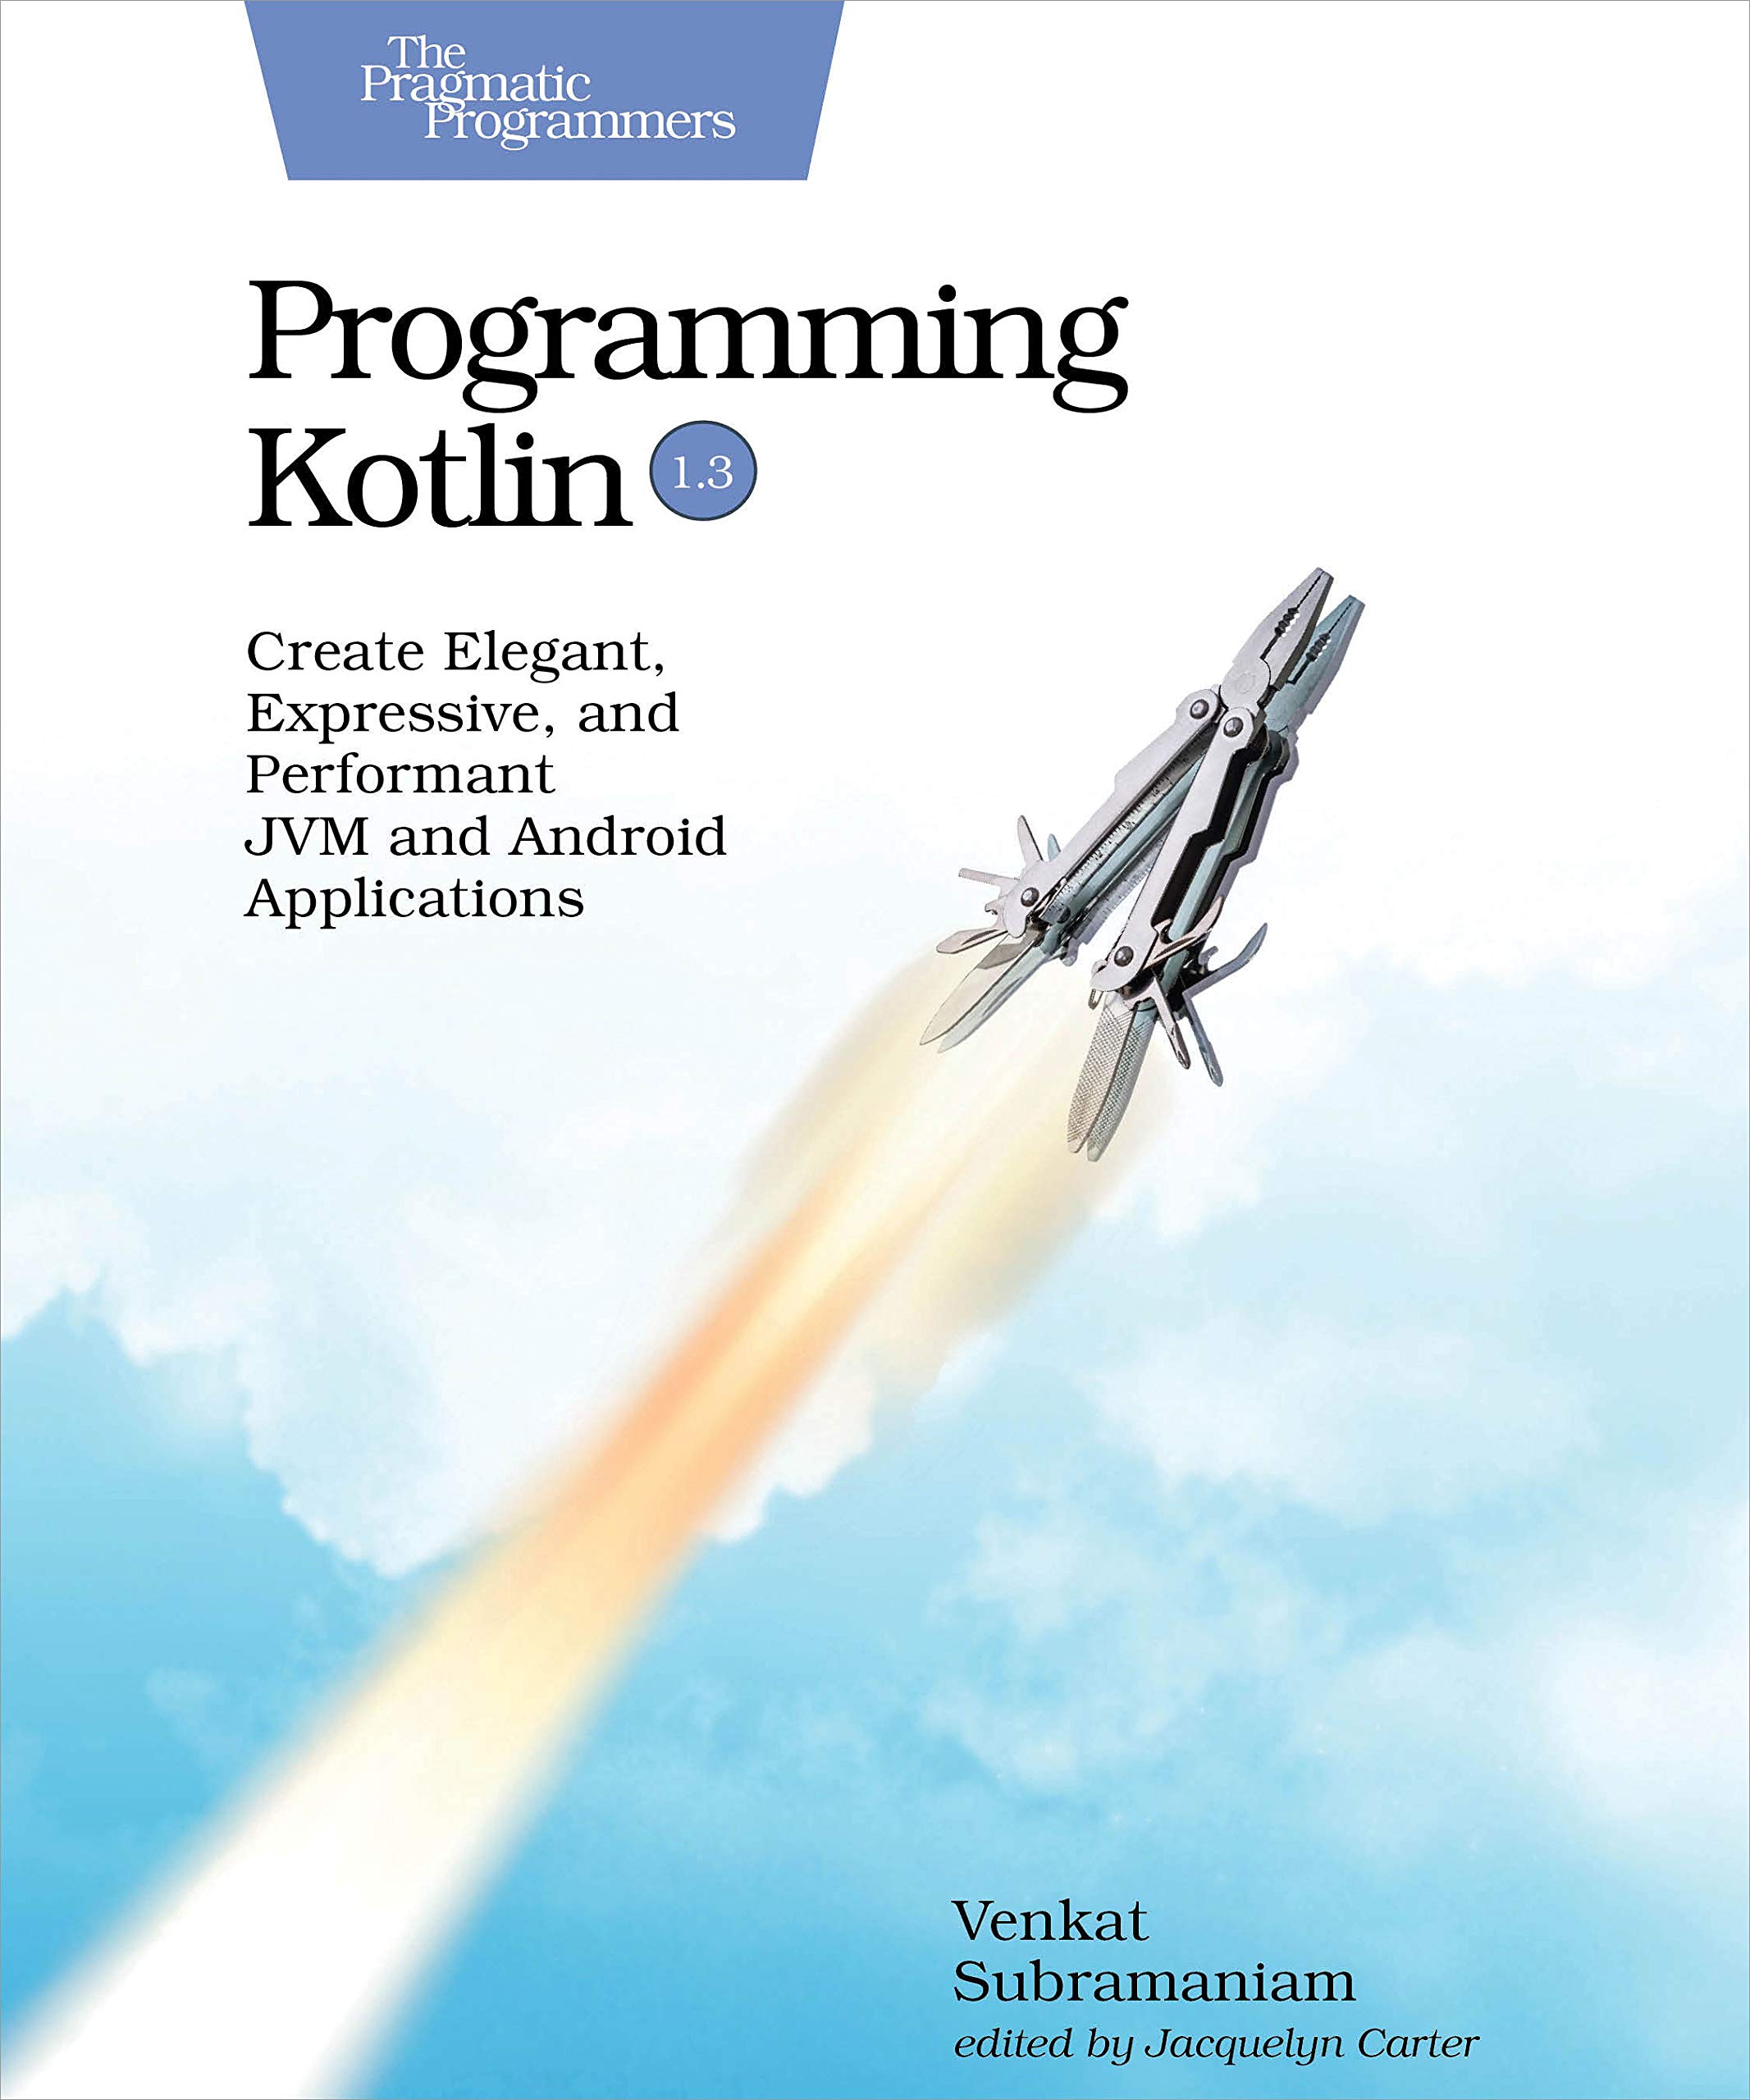 The
Pragmatic
Programmers
Programming
Kotlin 1.3
Create Elegant,
Expressive, and
Performant
JVM and Android
Applications
Venkat
Subramaniam
edited by Jacquelyn Carter